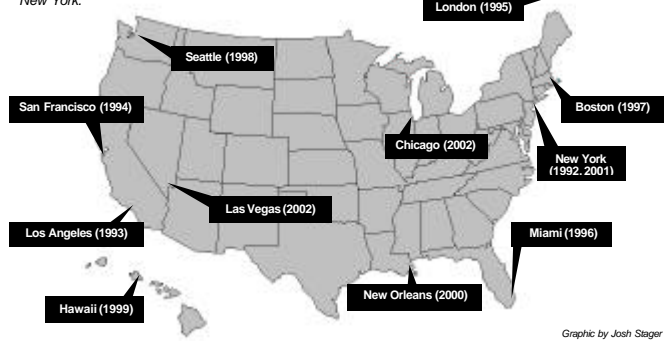 New York.
London (1995)
Seattle (1998)
San Francisco (1994)
Boston (1997)
Chicago (2002)
New York
(1992, 2001)
Las Vegas (2002)
Los Angeles (1993)
Miami (1996)
New Orleans (2000)
Hawaii (1999)
Graphic by Josh Stager